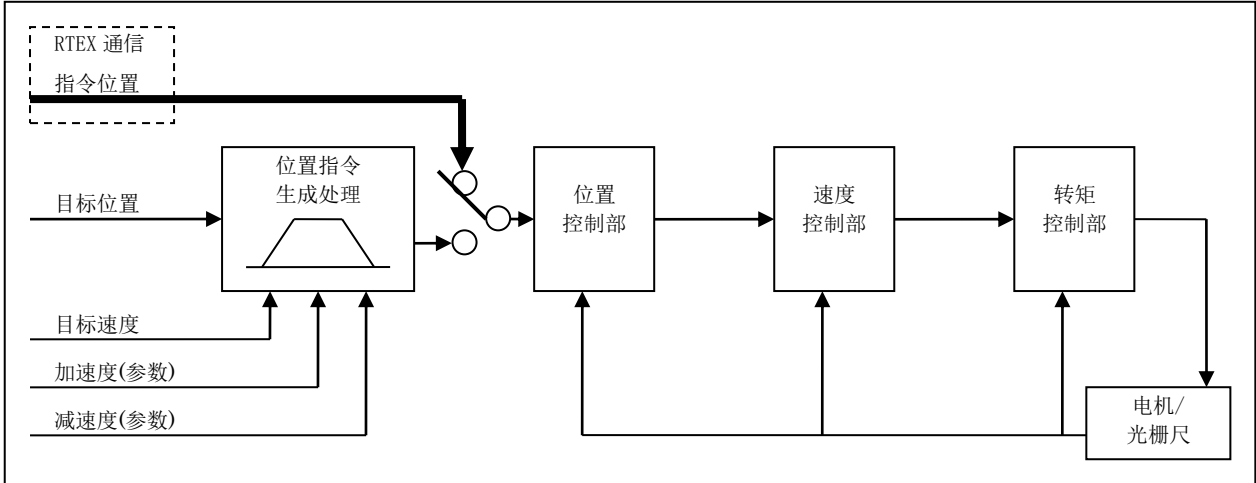 RTEX 通信
指令位置
位置指令
生成处理
目标位置
目标速度
加速度(参数)
减速度(参数)
位置
控制部
速度
控制部
转矩
控制部
电机/
光栅尺